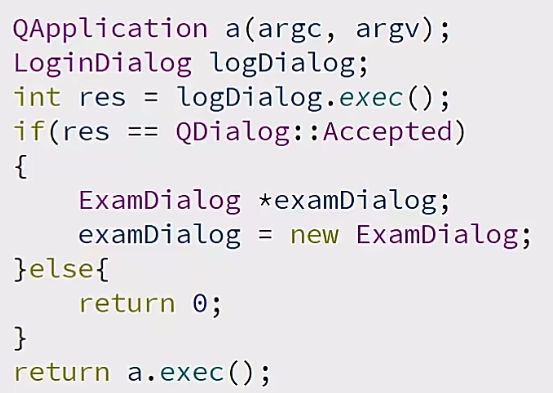 QApplication a(argc, argv);
LoginDialog logDialog;
int res = logDialog.exec();
if(res == QDialog::Accepted)
{
    ExamDialog *examDialog;
    examDialog = new ExamDialog;
}else{
    return 0;
}
return a.exec();